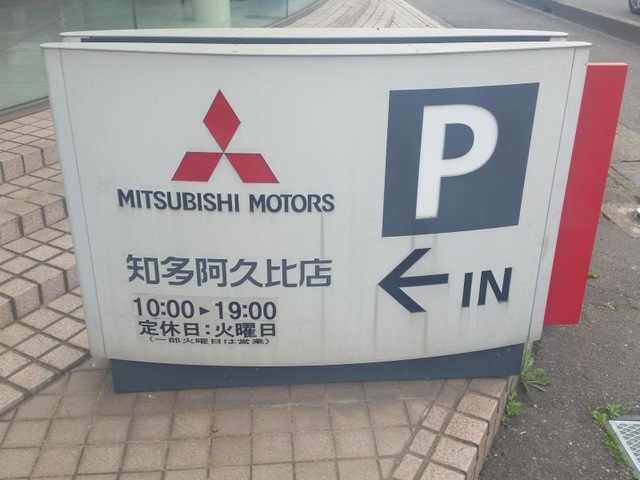 MITSUBISHI MOTORS
知多阿久比店
10:00▶19:00
定休日:火曜日
(一部火曜日は営業)
P
← IN